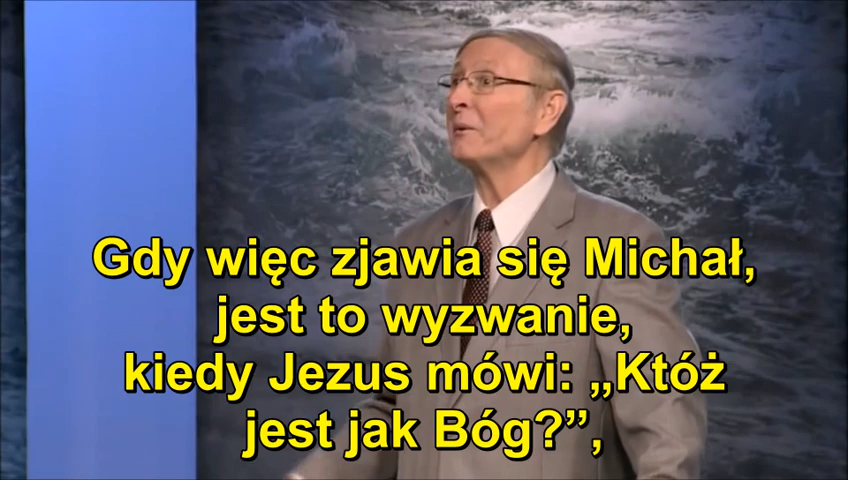 Gdy więc zjawia się Michał,
jest to wyzwanie,
kiedy Jezus mówi: „Któż
jest jak Bóg?”,